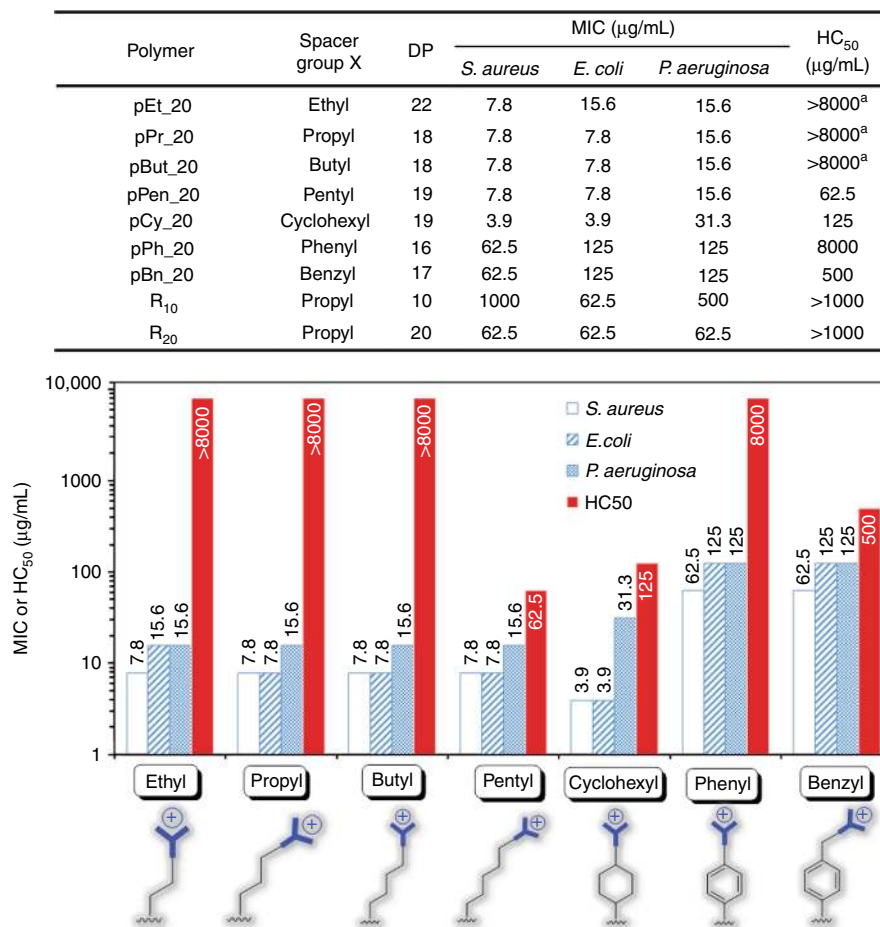 Polymer Spacer group X DP MIC (μg/mL) HC50 (μg/mL)
S. aureus E. coli P. aeruginosa
pEt_20 Ethyl 22 7.8 15.6 15.6 >8000a
pPr_20 Propyl 18 7.8 7.8 15.6 >8000a
pBut_20 Butyl 18 7.8 7.8 15.6 >8000a
pPen_20 Pentyl 19 7.8 7.8 15.6 62.5
pCy_20 Cyclohexyl 19 3.9 3.9 31.3 125
pPh_20 Phenyl 16 62.5 125 125 8000
pBn_20 Benzyl 17 62.5 125 125 500
R10 Propyl 10 1000 62.5 500 >1000
R20 Propyl 20 62.5 62.5 62.5 >1000
MIC or HC50 (μg/mL)
10,000
1000
100
10
1
S. aureus
E.coli
P. aeruginosa
HC50
7.8 15.6 15.6 >8000
7.8 7.8 15.6 >8000
7.8 7.8 15.6 >8000
7.8 7.8 15.6 62.5
3.9 3.9 31.3 125
62.5 125 125 8000
62.5 125 125 500
Ethyl Propyl Butyl Pentyl Cyclohexyl Phenyl Benzyl
+ + + + + + +